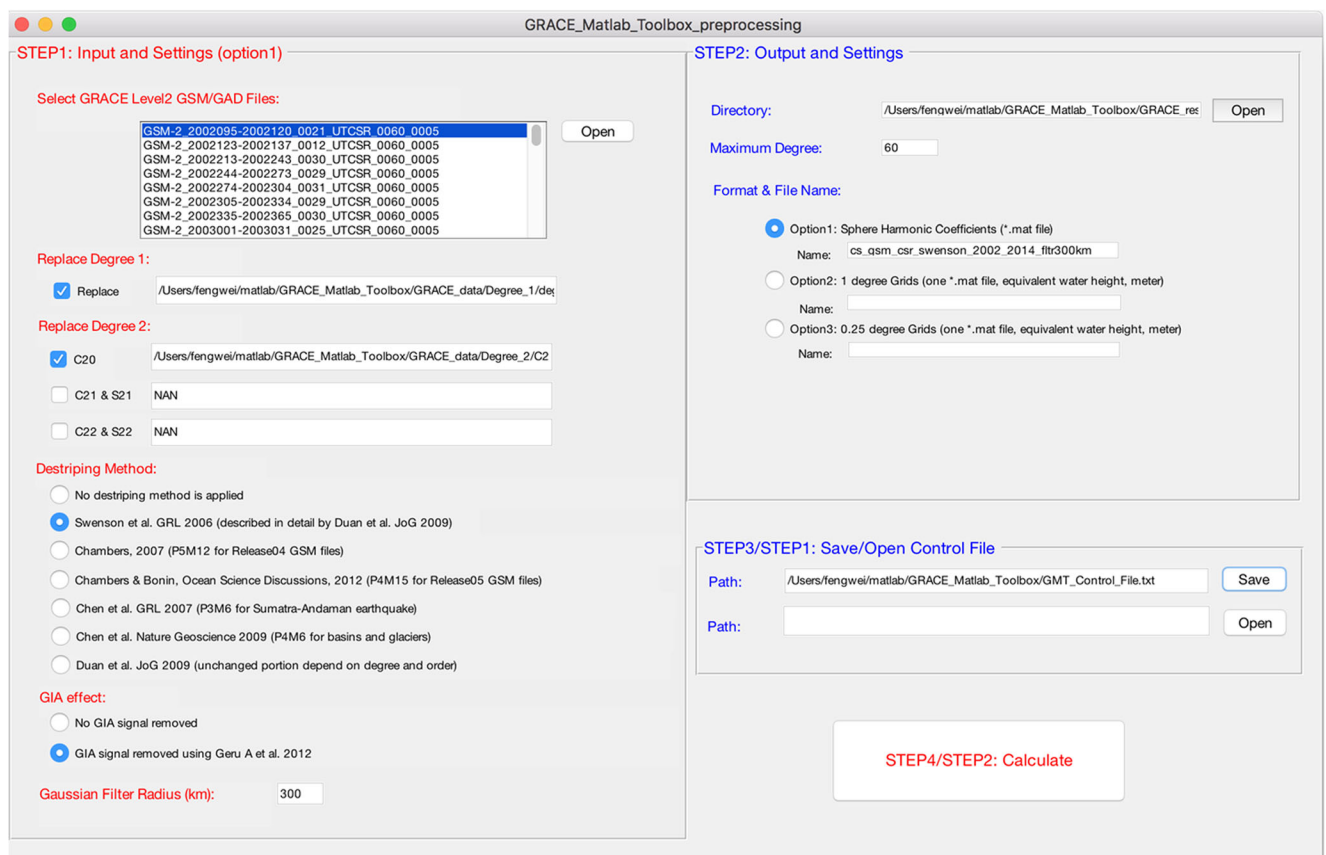 GRACE_Matlab_Toolbox_preprocessing
STEP1: Input and Settings (option1)
Select GRACE Level2 GSM/GAD Files:
GSM-2_2002095-2002120_0021_UTCSR_0060_0005
GSM-2_2002123-2002137_0012_UTCSR_0060_0005
GSM-2_2002213-2002243_0030_UTCSR_0060_0005
GSM-2_2002244-2002273_0029_UTCSR_0060_0005
GSM-2_2002274-2002304_0031_UTCSR_0060_0005
GSM-2_2002305-2002334_0029_UTCSR_0060_0005
GSM-2_2002335-2002365_0030_UTCSR_0060_0005
GSM-2_2003001-2003031_0025_UTCSR_0060_0005
Open
Replace Degree 1:
Replace /Users/fengwei/matlab/GRACE_Matlab_Toolbox/GRACE_data/Degree_1/deg
Replace Degree 2:
C20 /Users/fengwei/matlab/GRACE_Matlab_Toolbox/GRACE_data/Degree_2/C2
C21 & S21 NAN
C22 & S22 NAN
Destriping Method:
No destriping method is applied
Swenson et al. GRL 2006 (described in detail by Duan et al. JoG 2009)
Chambers, 2007 (P5M12 for Release04 GSM files)
Chambers & Bonin, Ocean Science Discussions, 2012 (P4M15 for Release05 GSM files)
Chen et al. GRL 2007 (P3M6 for Sumatra-Andaman earthquake)
Chen et al. Nature Geoscience 2009 (P4M6 for basins and glaciers)
Duan et al. JoG 2009 (unchanged portion depend on degree and order)
GIA effect:
No GIA signal removed
GIA signal removed using Geru A et al. 2012
Gaussian Filter Radius (km): 300
STEP2: Output and Settings
Directory: /Users/fengwei/matlab/GRACE_Matlab_Toolbox/GRACE_res Open
Maximum Degree: 60
Format & File Name:
Option1: Sphere Harmonic Coefficients (*.mat file)
Name: cs_gsm_csr_swenson_2002_2014_fltr300km
Option2: 1 degree Grids (one *.mat file, equivalent water height, meter)
Name:
Option3: 0.25 degree Grids (one *.mat file, equivalent water height, meter)
Name:
STEP3/STEP1: Save/Open Control File
Path: /Users/fengwei/matlab/GRACE_Matlab_Toolbox/GMT_Control_File.txt Save
Path: Open
STEP4/STEP2: Calculate